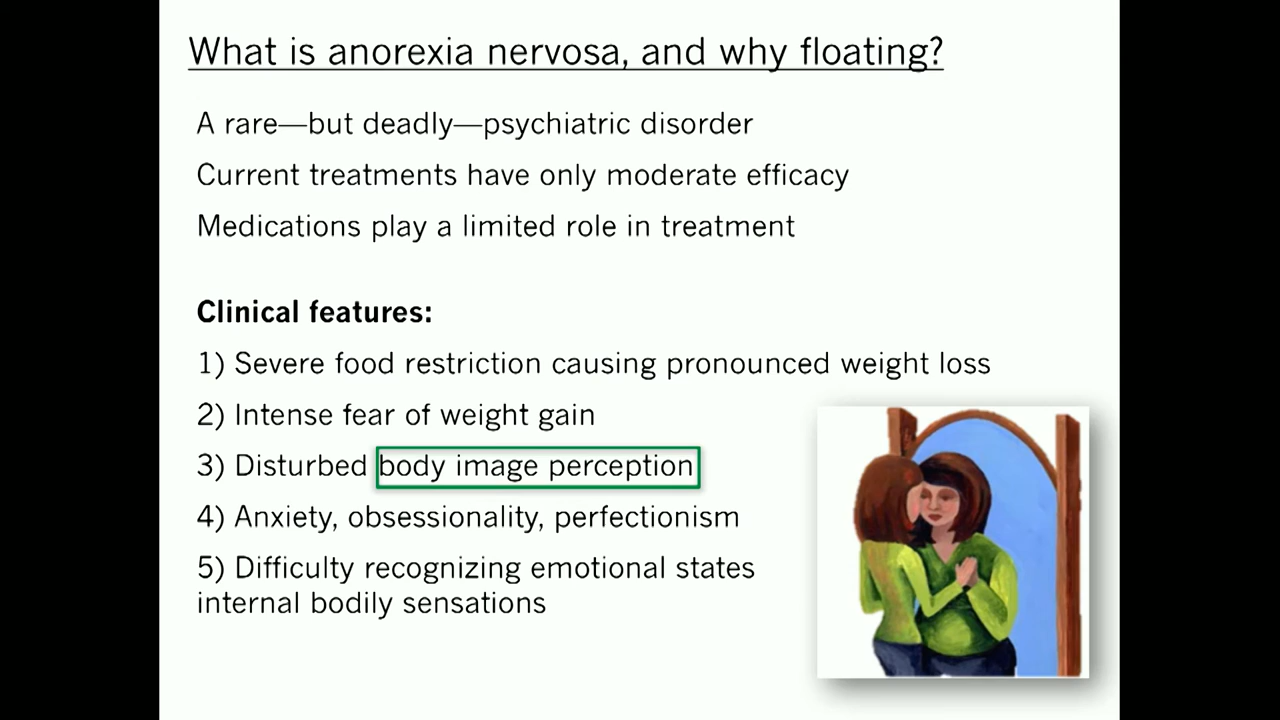 What is anorexia nervosa, and why floating?
A rare—but deadly—psychiatric disorder
Current treatments have only moderate efficacy
Medications play a limited role in treatment
Clinical features:
1) Severe food restriction causing pronounced weight loss
2) Intense fear of weight gain
3) Disturbed body image perception
4) Anxiety, obsessionality, perfectionism
5) Difficulty recognizing emotional states
internal bodily sensations